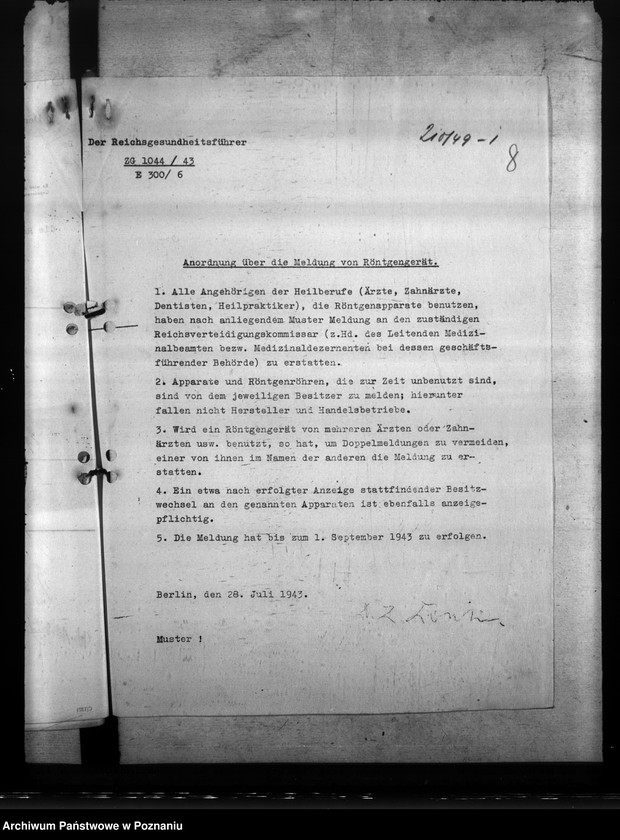 Der Reichsgesundheitsführer
210/49-1
8
ZG 1044 / 43
E 300/ 6
Anordnung über die Meldung von Röntgengerät.
1. Alle Angehörigen der Heilberufe (Ärzte, Zahnärzte,
Dentisten, Heilpraktiker), die Röntgenapparate benutzen,
haben nach anliegendem Muster Meldung an den zuständigen
Reichsverteidigungskommissar (z.Hd. des Leitenden Medizi-
nalbeamten bezw. Medizinaldezernenten bei dessen geschäfts-
führender Behörde) zu erstatten.
2. Apparate und Röntgenröhren, die zur Zeit unbenutzt sind,
sind von dem jeweiligen Besitzer zu melden; hierunter
fallen nicht Hersteller und Handelsbetriebe.
3. Wird ein Röntgengerät von mehreren Ärzten oder Zahn-
ärzten usw. benutzt, so hat, um Doppelmeldungen zu vermeiden,
einer von ihnen im Namen der anderen die Meldung zu er-
statten.
4. Ein etwa nach erfolgter Anzeige stattfindender Besitz-
wechsel an den genannten Apparaten ist ebenfalls anzeige-
pflichtig.
5. Die Meldung hat bis zum 1. September 1943 zu erfolgen.
Berlin, den 28. Juli 1943.
Muster !
Archiwum Państwowe w Poznaniu